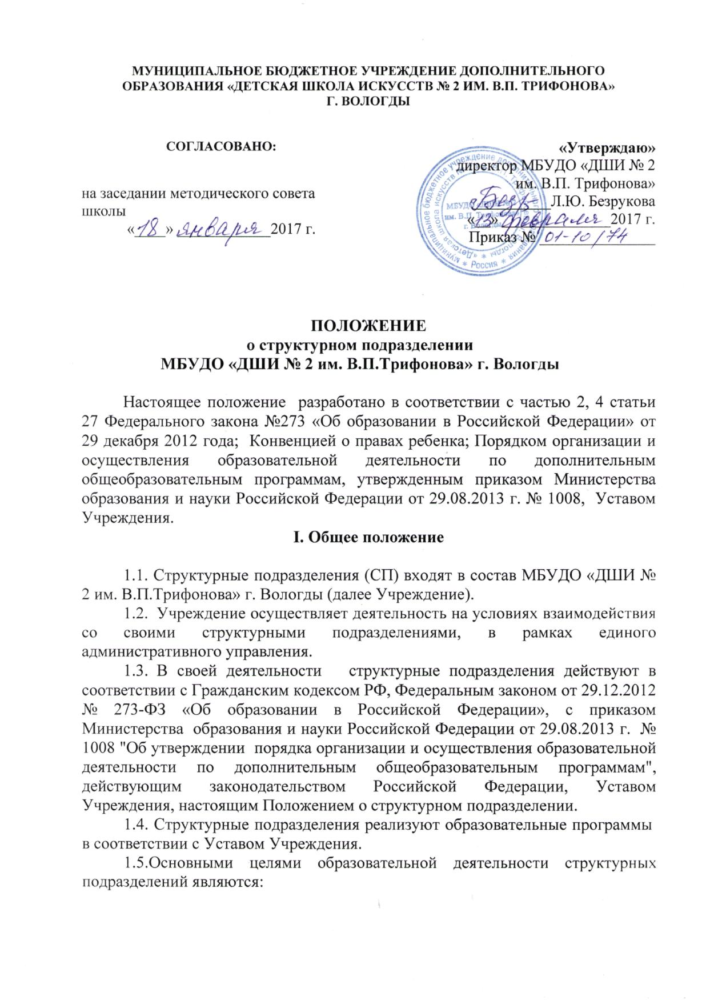 МУНИЦИПАЛЬНОЕ БЮДЖЕТНОЕ УЧРЕЖДЕНИЕ ДОПОЛНИТЕЛЬНОГО
ОБРАЗОВАНИЯ «ДЕТСКАЯ ШКОЛА ИСКУССТВ № 2 ИМ. В.П. ТРИФОНОВА»
Г. ВОЛОГДЫ
СОГЛАСОВАНО:
на заседании методического совета
школы
«18» января 2017 г.
«Утверждаю»
директор МБУДО «ДШИ № 2
им. В.П. Трифонова»
Л.Ю. Безрукова
«13» февраля 2017 г.
Приказ № 01-10/74
ПОЛОЖЕНИЕ
о структурном подразделении
МБУДО «ДШИ № 2 им. В.П.Трифонова» г. Вологды
Настоящее положение разработано в соответствии с частью 2, 4 статьи
27 Федерального закона №273 «Об образовании в Российской Федерации» от
29 декабря 2012 года; Конвенцией о правах ребенка; Порядком организации и
осуществления образовательной деятельности по дополнительным
общеобразовательным программам, утвержденным приказом Министерства
образования и науки Российской Федерации от 29.08.2013 г. № 1008, Уставом
Учреждения.
I. Общее положение
1.1. Структурные подразделения (СП) входят в состав МБУДО «ДШИ №
2 им. В.П.Трифонова» г. Вологды (далее Учреждение).
1.2. Учреждение осуществляет деятельность на условиях взаимодействия
со своими структурными подразделениями, в рамках единого
административного управления.
1.3. В своей деятельности структурные подразделения действуют в
соответствии с Гражданским кодексом РФ, Федеральным законом от 29.12.2012
№ 273-ФЗ «Об образовании в Российской Федерации», с приказом
Министерства образования и науки Российской Федерации от 29.08.2013 г. №
1008 "Об утверждении порядка организации и осуществления образовательной
деятельности по дополнительным общеобразовательным программам",
действующим законодательством Российской Федерации, Уставом
Учреждения, настоящим Положением о структурном подразделении.
1.4. Структурные подразделения реализуют образовательные программы
в соответствии с Уставом Учреждения.
1.5.Основными целями образовательной деятельности структурных
подразделений являются:
муниципальное бюджетное учреждение дополнительного образования * Россия *
«Детская школа искусств
МБУДО
им. В.П. Трифонова»
г. Вологды